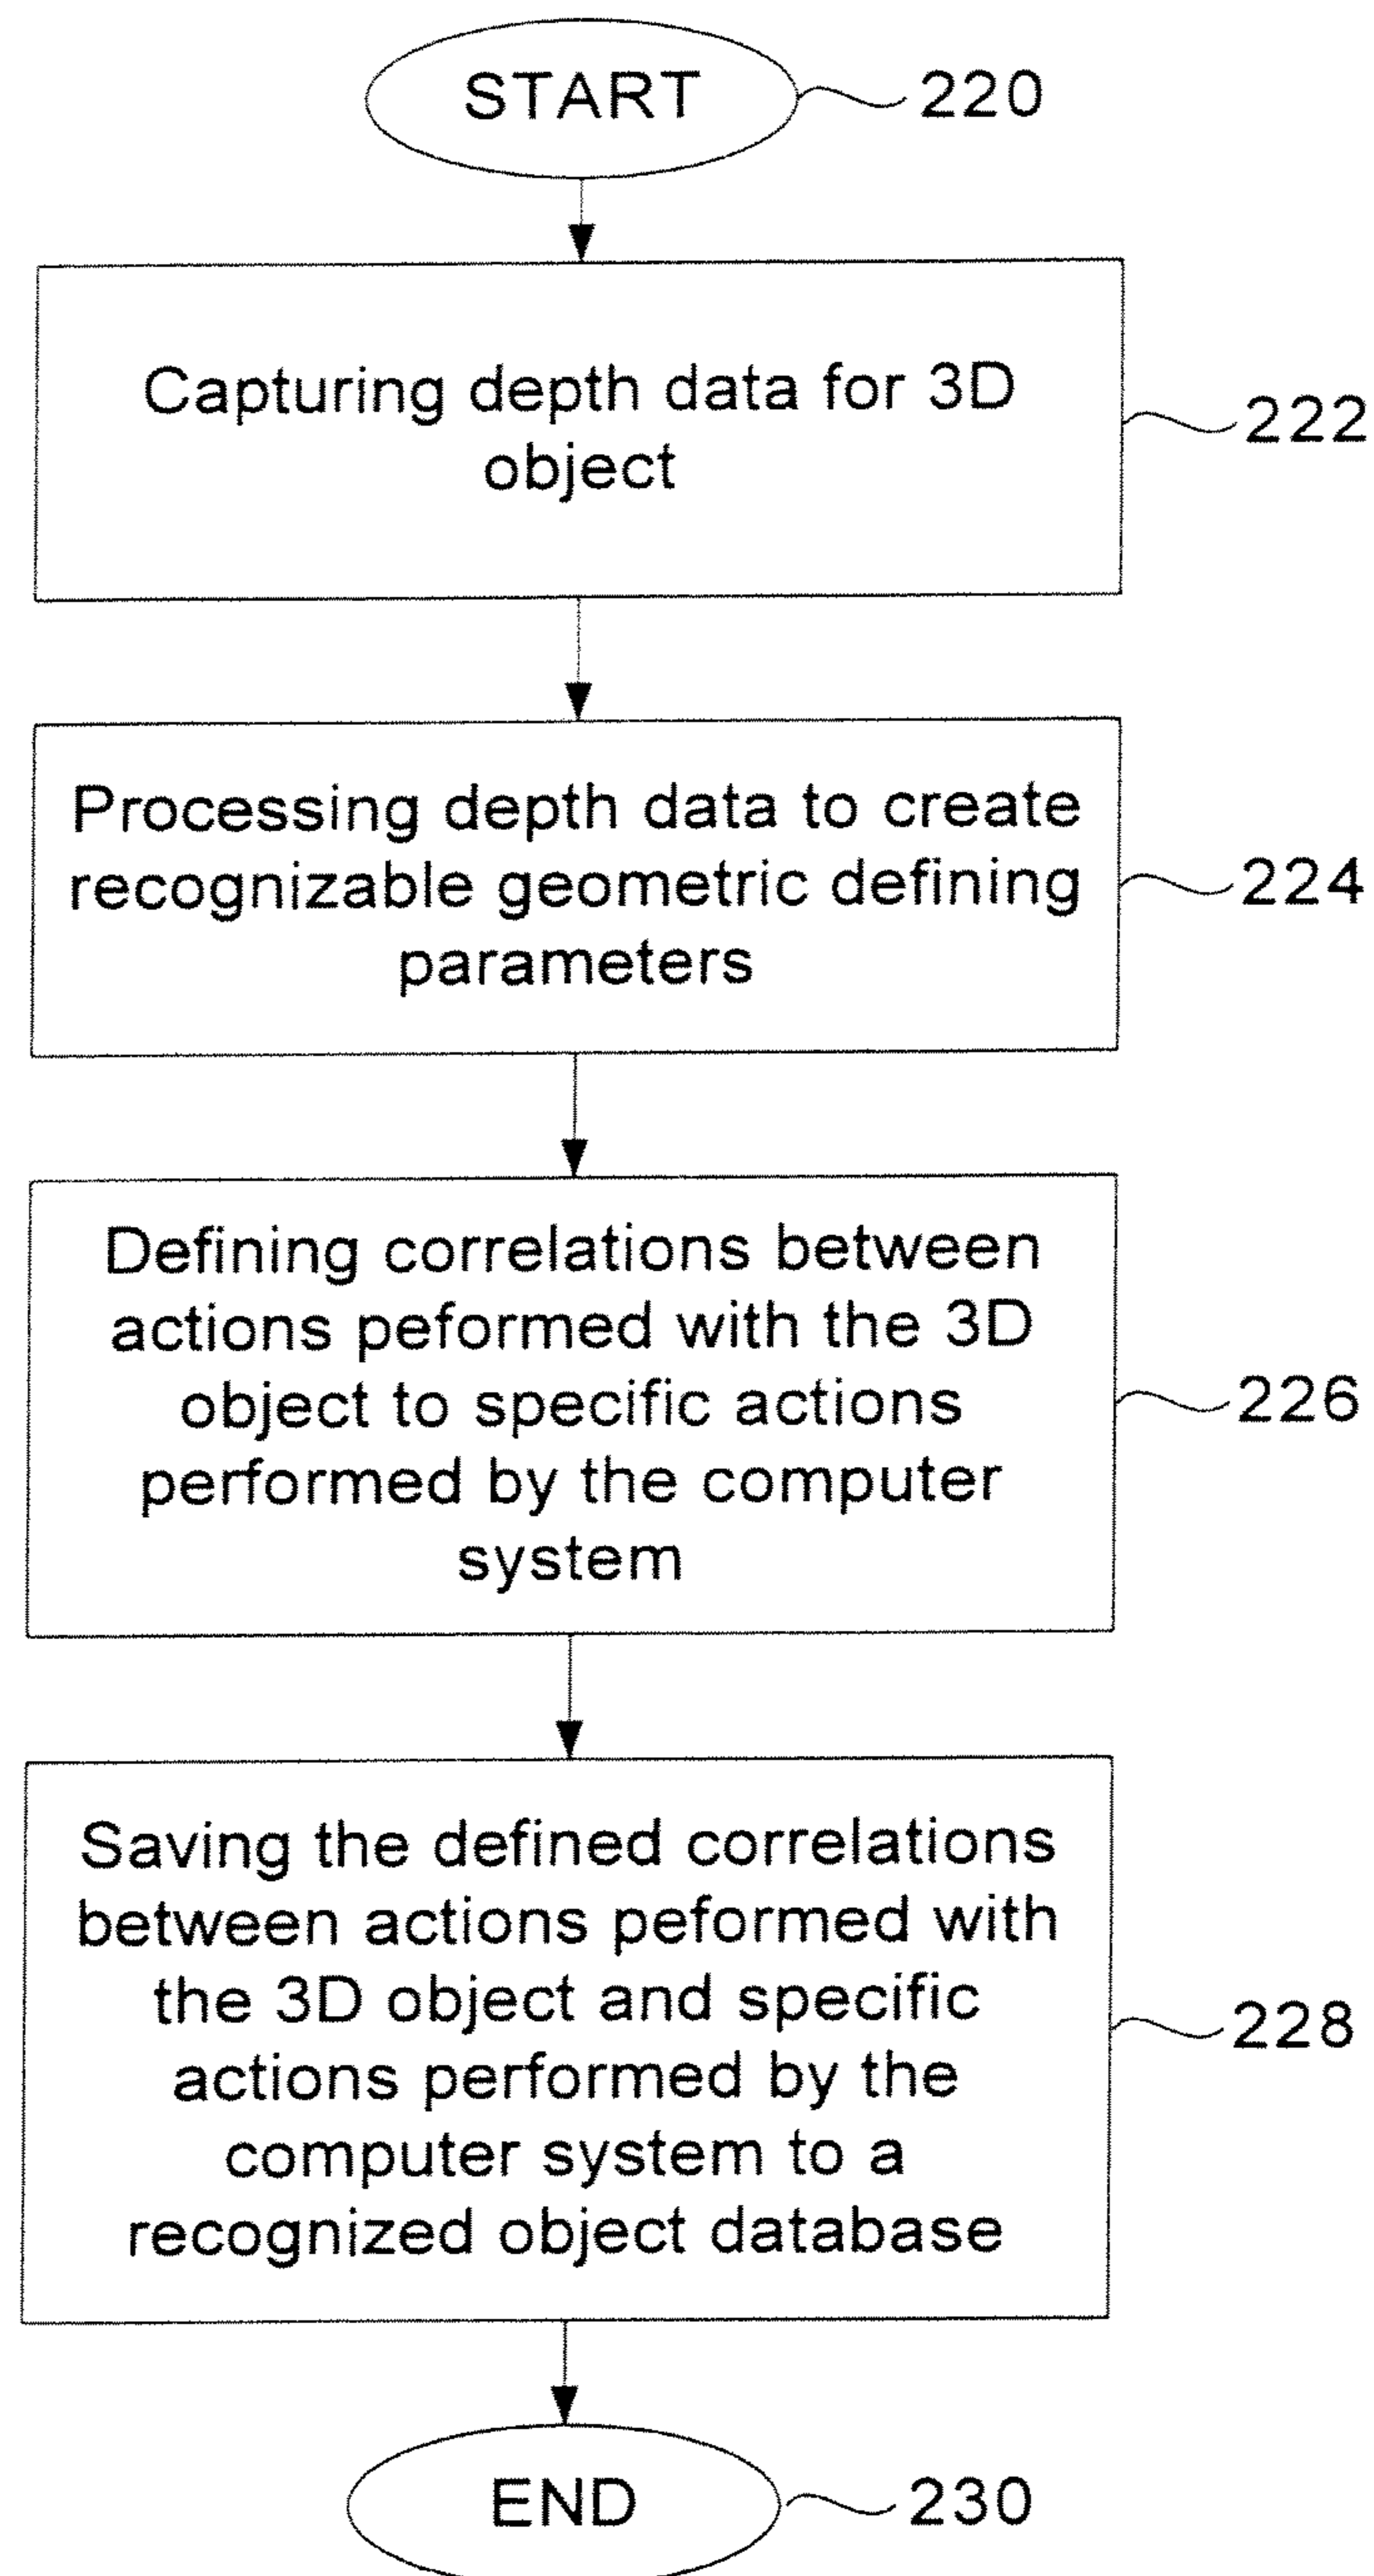 START
220
Capturing depth data for 3D
object
222
Processing depth data to create
recognizable geometric defining
parameters
224
Defining correlations between
actions peformed with the 3D
object to specific actions
performed by the computer
system
226
Saving the defined correlations
between actions peformed with
the 3D object and specific
actions performed by the
computer system to a
recognized object database
228
END
230